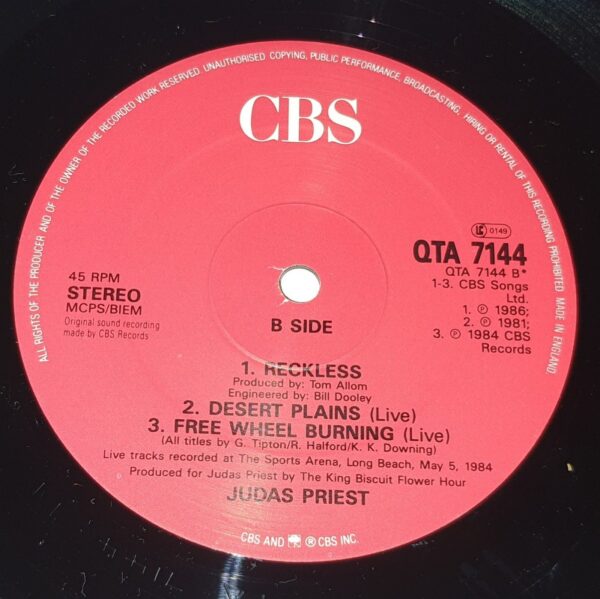 ALL RIGHTS OF THE PRODUCER AND OF THE OWNER OF THE RECORDED WORK RESERVED. UNAUTHORISED COPYING, PUBLIC PERFORMANCE, BROADCASTING, HIRING OR RENTAL OF THIS RECORDING PROHIBITED. MADE IN ENGLAND.
CBS
LC 0149
QTA 7144
QTA 7144 B*
1-3. CBS Songs
Ltd.
1. ℗ 1986;
2. ℗ 1981;
3. ℗ 1984 CBS
Records
45 RPM
STEREO
MCPS/BIEM
Original sound recording
made by CBS Records
B SIDE
1. RECKLESS
Produced by: Tom Allom
Engineered by: Bill Dooley
2. DESERT PLAINS (Live)
3. FREE WHEEL BURNING (Live)
(All titles by G. Tipton/R. Halford/K. K. Downing)
Live tracks recorded at The Sports Arena, Long Beach, May 5, 1984
Produced for Judas Priest by The King Biscuit Flower Hour
JUDAS PRIEST
CBS AND ® CBS INC.